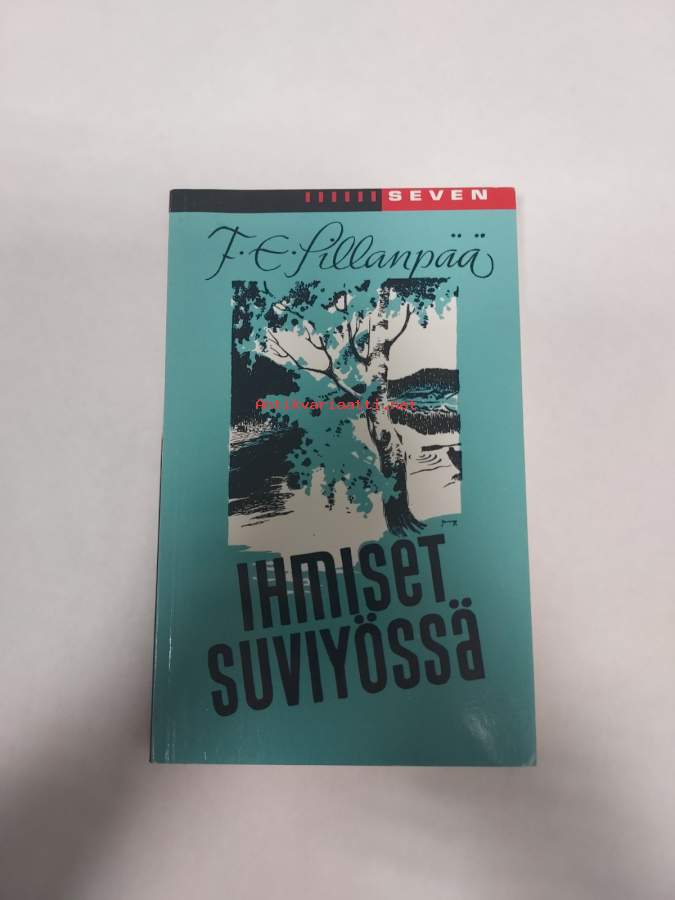 SEVEN
F. E. Sillanpää
Antikvariaatti.net
IHMISET
SUVIYÖSSÄ